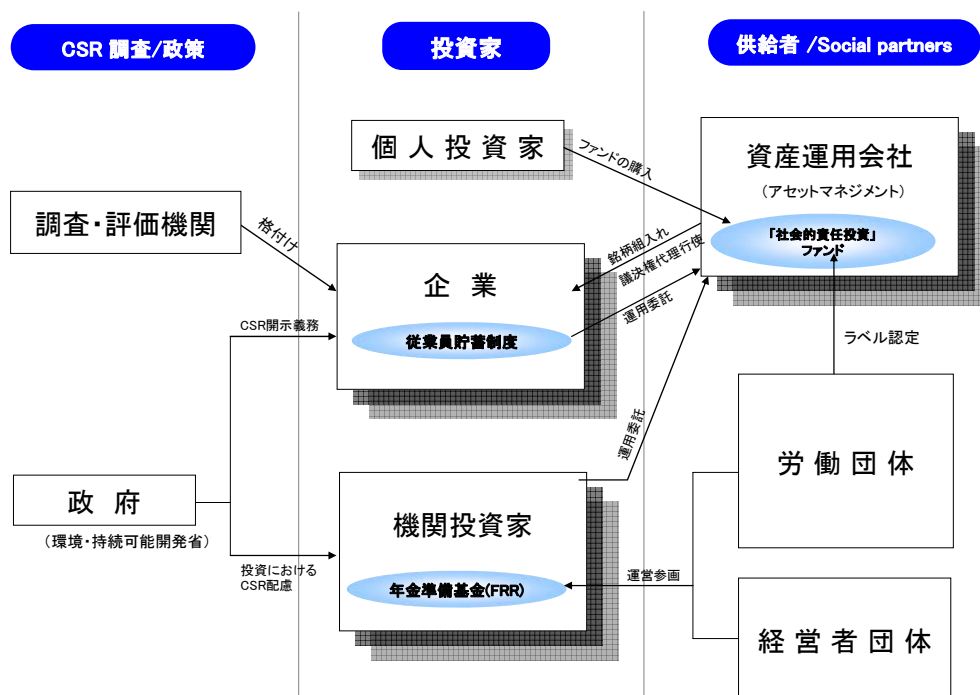 CSR 調査/政策
投資家
供給者 /Social partners
個人投資家
ファンドの購入
資産運用会社
(アセットマネジメント)
「社会的責任投資」
ファンド
調査・評価機関
格付け
銘柄組入れ
議決権代理行使
運用委託
企業
従業員貯蓄制度
CSR開示義務
ラベル認定
運用委託
労働団体
政府
(環境・持続可能開発省)
投資における
CSR配慮
機関投資家
年金準備基金(FRR)
運営参画
経営者団体